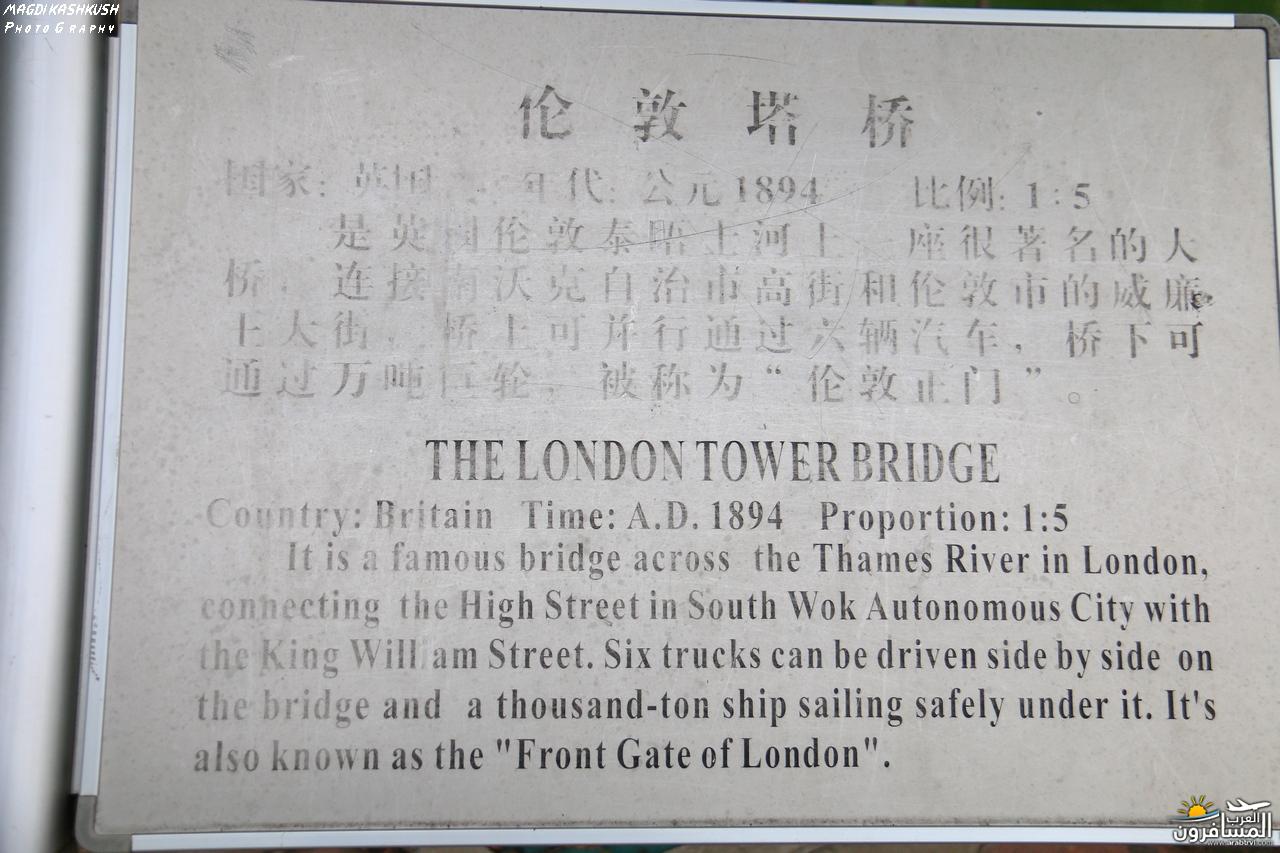 MAGDI KASHKUSH
PHOTOGRAPHY
伦敦塔桥
国家: 英国 年代: 公元1894 比例: 1:5
是英国伦敦泰晤士河上一座很著名的大
桥, 连接南沃克自治市高街和伦敦市的威廉
王大街, 桥上可并行通过六辆汽车, 桥下可
通过万吨巨轮, 被称为“伦敦正门”。
THE LONDON TOWER BRIDGE
Country: Britain Time: A.D. 1894 Proportion: 1:5
It is a famous bridge across the Thames River in London,
connecting the High Street in South Wok Autonomous City with
the King William Street. Six trucks can be driven side by side on
the bridge and a thousand-ton ship sailing safely under it. It's
also known as the "Front Gate of London".
العرب
المسافرون
www.arabtrvl.com